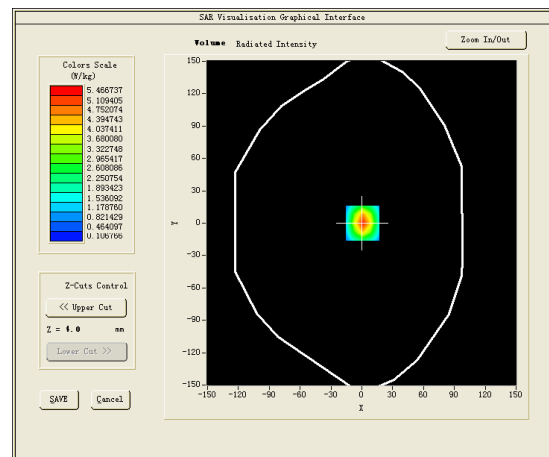 SAR Visualisation Graphical Interface
Volume Radiated Intensity
Zoom In/Out
Colors Scale
(W/kg)
5.466737
5.109405
4.752074
4.394743
4.037411
3.680080
3.322748
2.965417
2.608086
2.250754
1.893423
1.536092
1.178760
0.821429
0.464097
0.106766
150
120
90
60
30
0
-30
-60
-90
-120
-150
Y
-150 -120 -90 -60 -30 0 30 60 90 120 150
X
Z-Cuts Control
<< Upper Cut
Z = 4.0 mm
Lower Cut >>
SAVE Cancel